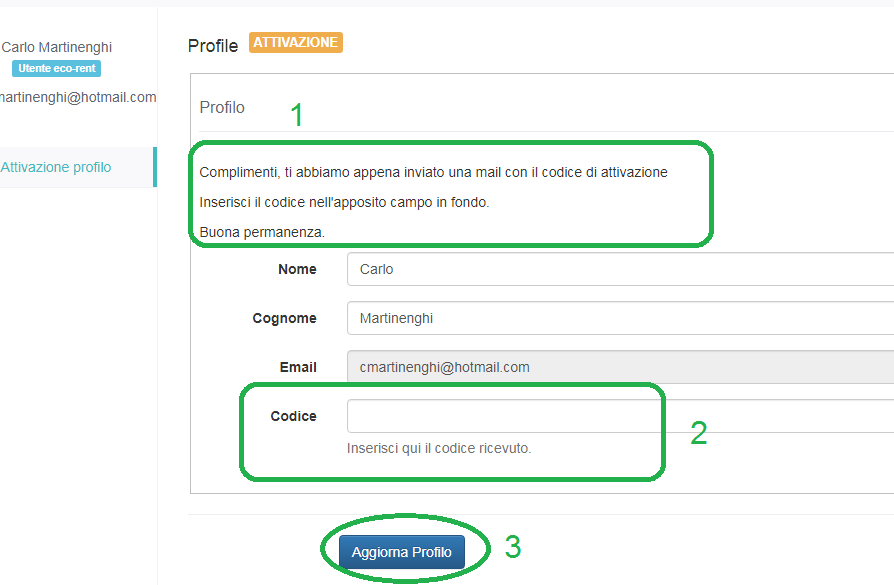 Carlo Martinenghi
Utente eco-rent
martinenghi@hotmail.com
Attivazione profilo
Profile ATTIVAZIONE
Profilo
1
Complimenti, ti abbiamo appena inviato una mail con il codice di attivazione
Inserisci il codice nell'apposito campo in fondo.
Buona permanenza.
Nome Carlo
Cognome Martinenghi
Email cmartinenghi@hotmail.com
Codice
2
Inserisci qui il codice ricevuto.
Aggiorna Profilo
3